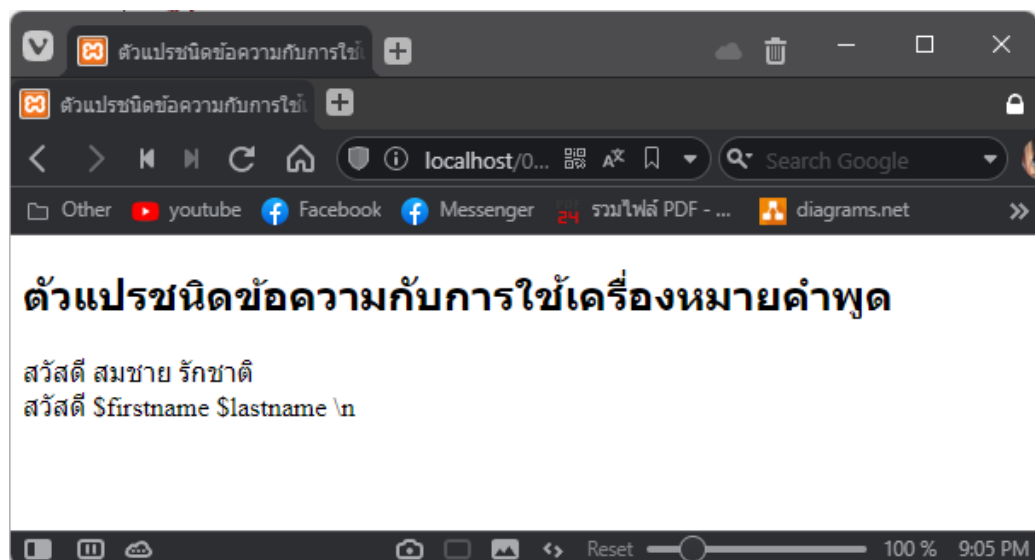 ตัวแปรชนิดข้อความกับการใช้
ตัวแปรชนิดข้อความกับการใช้
localhost/0... Search Google
Other youtube Facebook Messenger รวมไฟล์ PDF - ... diagrams.net
ตัวแปรชนิดข้อความกับการใช้เครื่องหมายคำพูด
สวัสดี สมชาย รักชาติ
สวัสดี $firstname $lastname \n
Reset 100 % 9:05 PM